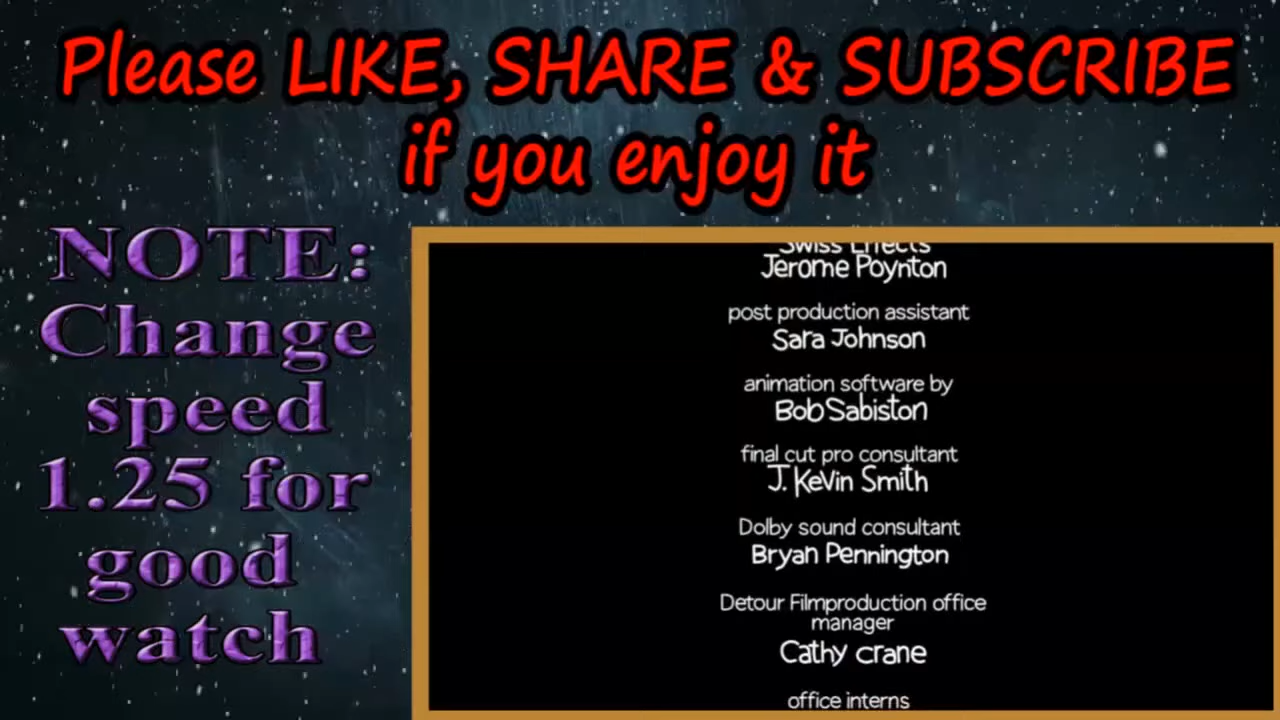 Please LIKE, SHARE & SUBSCRIBE
if you enjoy it
NOTE:
Change
speed
1.25 for
good
watch
Swiss Effects
Jerome Poynton
post production assistant
Sara Johnson
animation software by
Bob Sabiston
final cut pro consultant
J. Kevin Smith
Dolby sound consultant
Bryan Pennington
Detour Filmproduction office
manager
Cathy crane
office interns